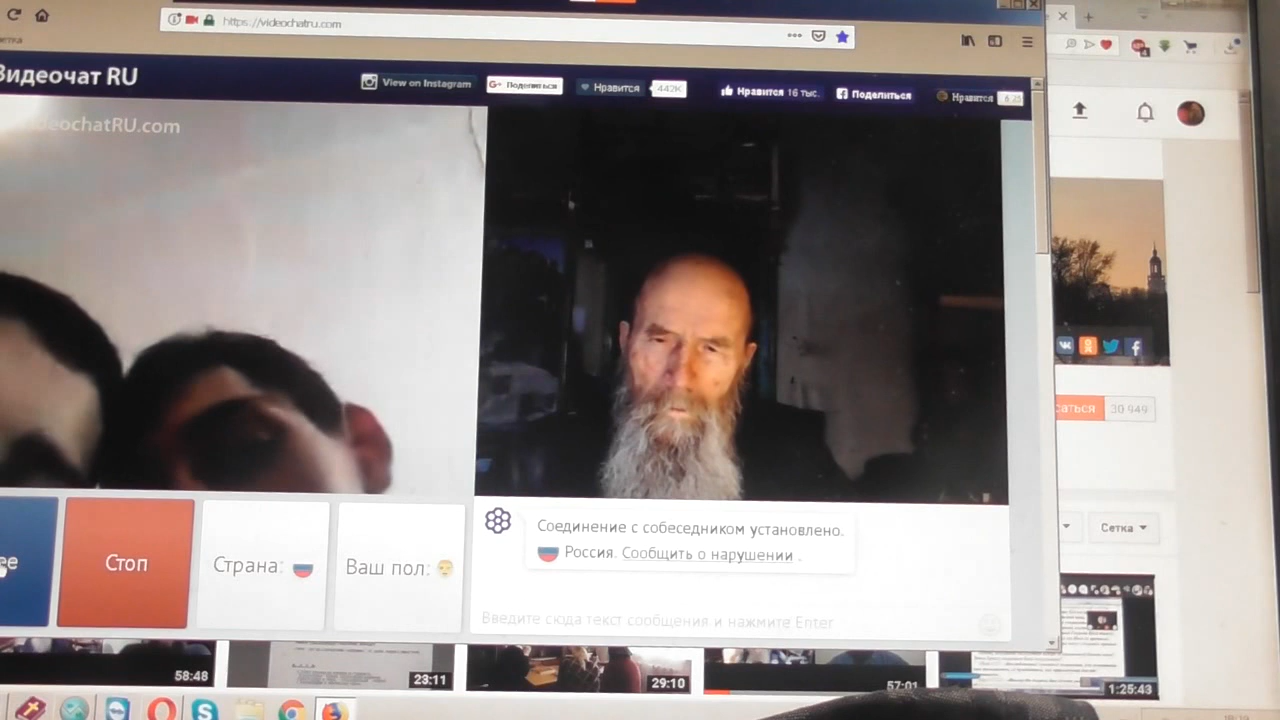 https://videochatru.com
Видеочат RU
View on Instagram
G+ Поделиться
Нравится
442K
Нравится 16 тыс.
Поделиться
Нравится
videochatRU.com
30 949
Соединение с собеседником установлено.
Россия. Сообщить о нарушении .
Стоп
Страна:
Ваш пол:
Сетка
Введите сюда текст сообщения и нажмите Enter
58:48
23:11
29:10
57:01
1:25:43